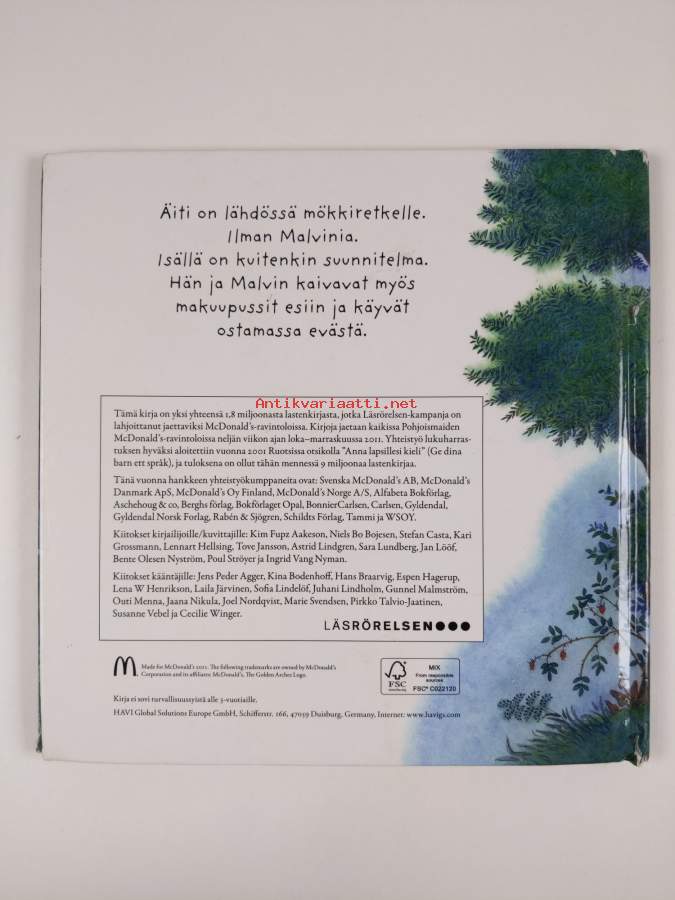 Äiti on lähdössä mökkiretkelle.
Ilman Malvinia.
Isällä on kuitenkin suunnitelma.
Hän ja Malvin kaivavat myös
makuupussit esiin ja käyvät
ostamassa evästä.
Antikvariaatti.net
Tämä kirja on yksi yhteensä 1,8 miljoonasta lastenkirjasta, jotka Läsrörelsen-kampanja on
lahjoittanut jaettaviksi McDonald's-ravintoloissa. Kirjoja jaetaan kaikissa Pohjoismaiden
McDonald's-ravintoloissa neljän viikon ajan loka–marraskuussa 2011. Yhteistyö lukuharras-
tuksen hyväksi aloitettiin vuonna 2001 Ruotsissa otsikolla "Anna lapsillesi kieli" (Ge dina
barn ett språk), ja tuloksena on ollut tähän mennessä 9 miljoonaa lastenkirjaa.
Tänä vuonna hankkeen yhteistyökumppaneita ovat: Svenska McDonald's AB, McDonald's
Danmark ApS, McDonald's Oy Finland, McDonald's Norge A/S, Alfabeta Bokförlag,
Aschehoug & co, Berghs förlag, Bokförlaget Opal, BonnierCarlsen, Carlsen, Gyldendal,
Gyldendal Norsk Forlag, Rabén & Sjögren, Schildts Förlag, Tammi ja WSOY.
Kiitokset kirjailijoille/kuvittajille: Kim Fupz Aakeson, Niels Bo Bojesen, Stefan Casta, Kari
Grossmann, Lennart Hellsing, Tove Jansson, Astrid Lindgren, Sara Lundberg, Jan Lööf,
Bente Olesen Nyström, Poul Ströyer ja Ingrid Vang Nyman.
Kiitokset kääntäjille: Jens Peder Agger, Kina Bodenhoff, Hans Braarvig, Espen Hagerup,
Lena W Henrikson, Laila Järvinen, Sofia Lindelöf, Juhani Lindholm, Gunnel Malmström,
Outi Menna, Jaana Nikula, Joel Nordqvist, Marie Svendsen, Pirkko Talvio-Jaatinen,
Susanne Vebel ja Cecilie Winger.
LÄSRÖRELSEN
Made for McDonald's 2011. The following trademarks are owned by McDonald's
Corporation and its affiliates: McDonald's, The Golden Arches Logo.
FSC
www.fsc.org
MIX
From responsible
sources
FSC® C022120
Kirja ei sovi turvallisuussyistä alle 3-vuotiaille.
HAVI Global Solutions Europe GmbH, Schifferstr. 166, 47059 Duisburg, Germany, Internet: www.havigs.com